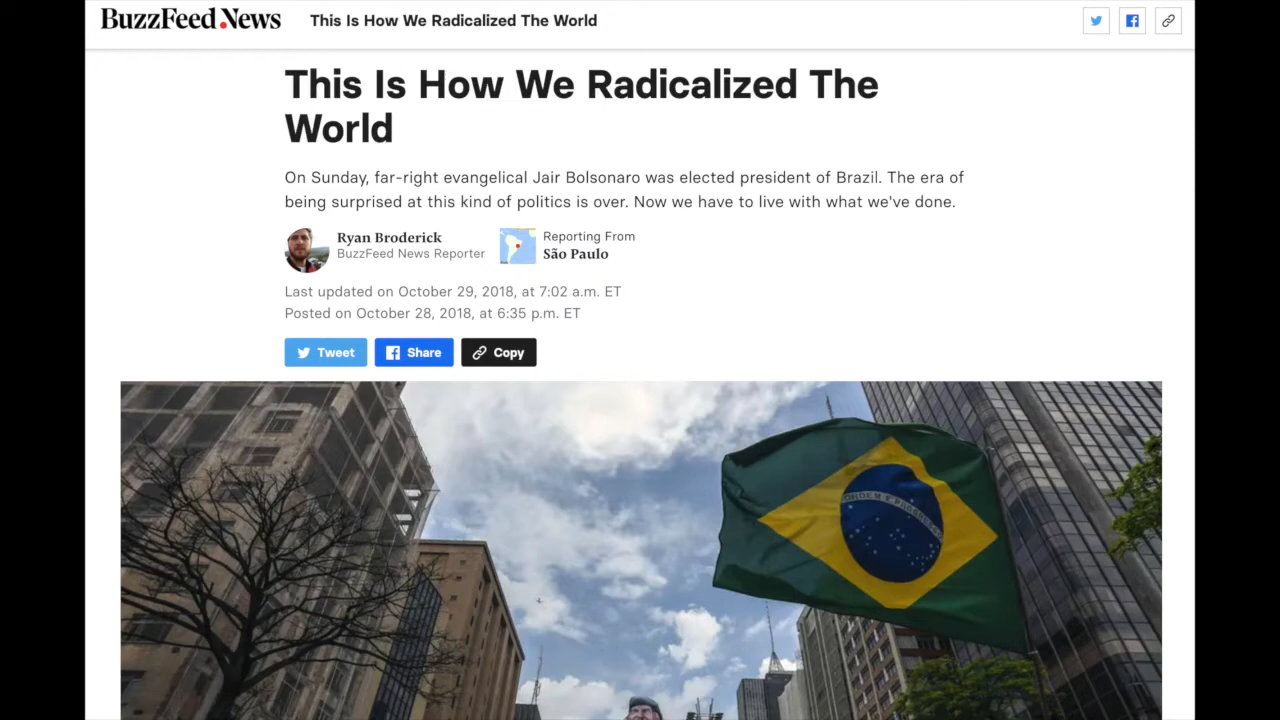 BuzzFeed News This Is How We Radicalized The World
This Is How We Radicalized The
World
On Sunday, far-right evangelical Jair Bolsonaro was elected president of Brazil. The era of
being surprised at this kind of politics is over. Now we have to live with what we've done.
Ryan Broderick
BuzzFeed News Reporter
Reporting From
São Paulo
Last updated on October 29, 2018, at 7:02 a.m. ET
Posted on October 28, 2018, at 6:35 p.m. ET
Tweet Share Copy
ORDEM E PROGRESSO